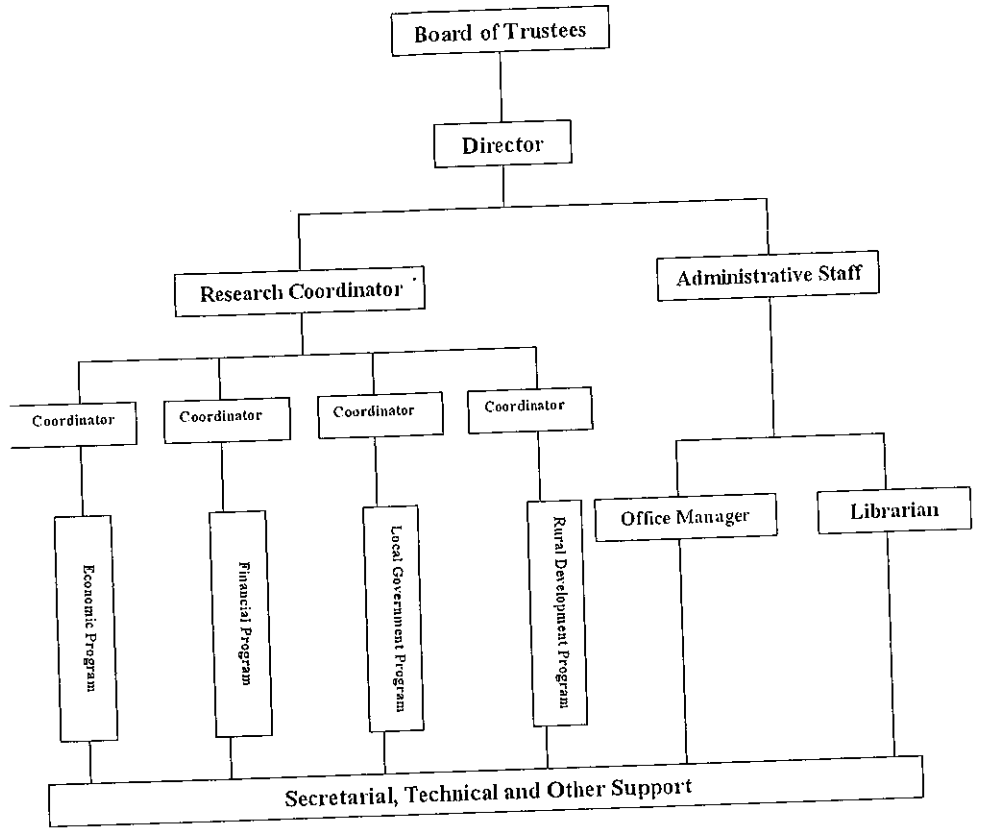 Board of Trustees
Director
Research Coordinator
Administrative Staff
Coordinator
Coordinator
Coordinator
Coordinator
Office Manager
Librarian
Economic Program
Financial Program
Local Government Program
Rural Development Program
Secretarial, Technical and Other Support